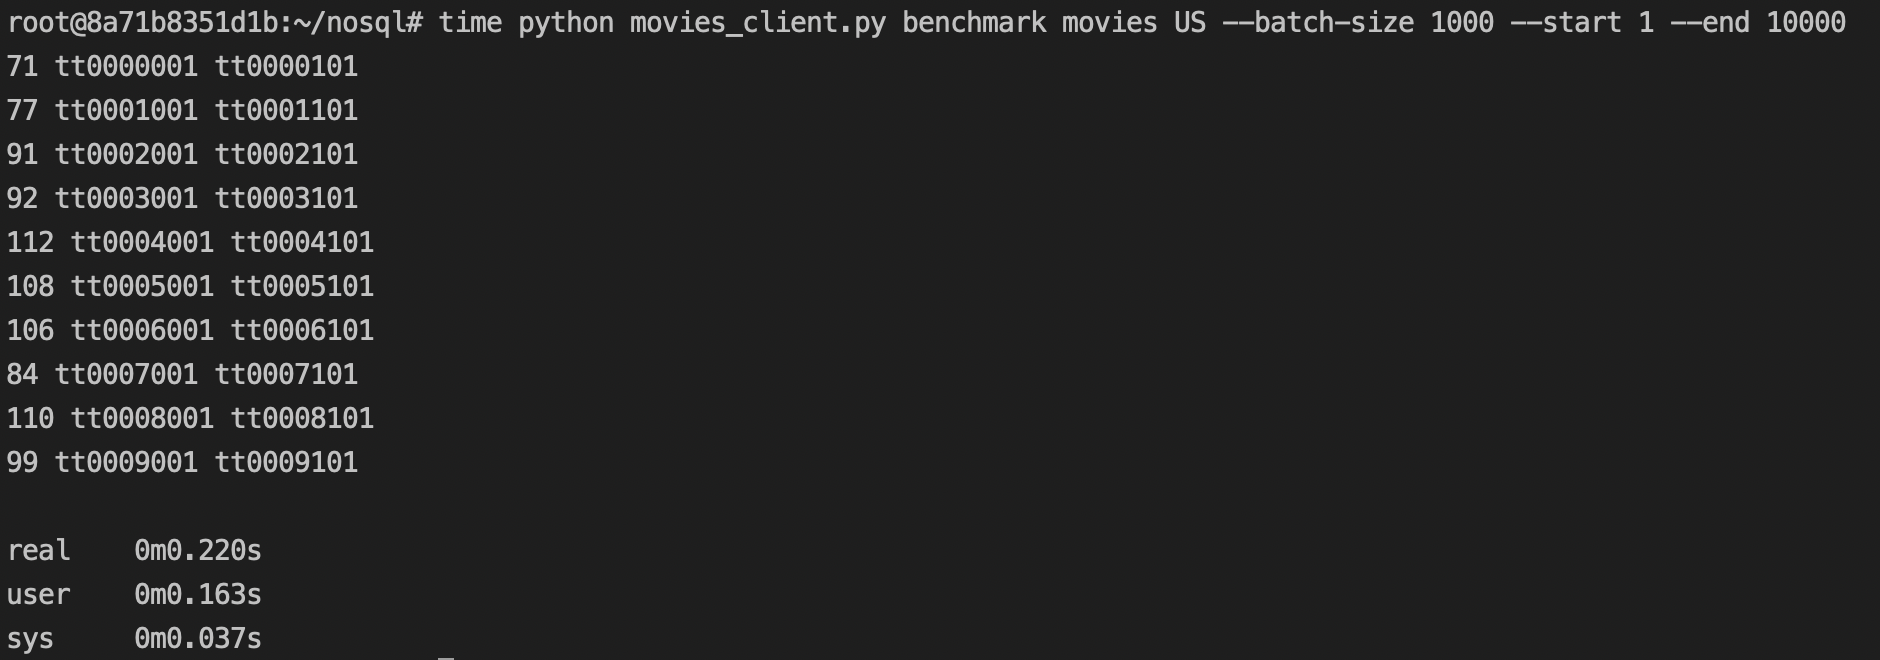 root@8a71b8351d1b:~/nosql# time python movies_client.py benchmark movies US --batch-size 1000 --start 1 --end 10000
71 tt0000001 tt0000101
77 tt0001001 tt0001101
91 tt0002001 tt0002101
92 tt0003001 tt0003101
112 tt0004001 tt0004101
108 tt0005001 tt0005101
106 tt0006001 tt0006101
84 tt0007001 tt0007101
110 tt0008001 tt0008101
99 tt0009001 tt0009101
real 0m0.220s
user 0m0.163s
sys 0m0.037s